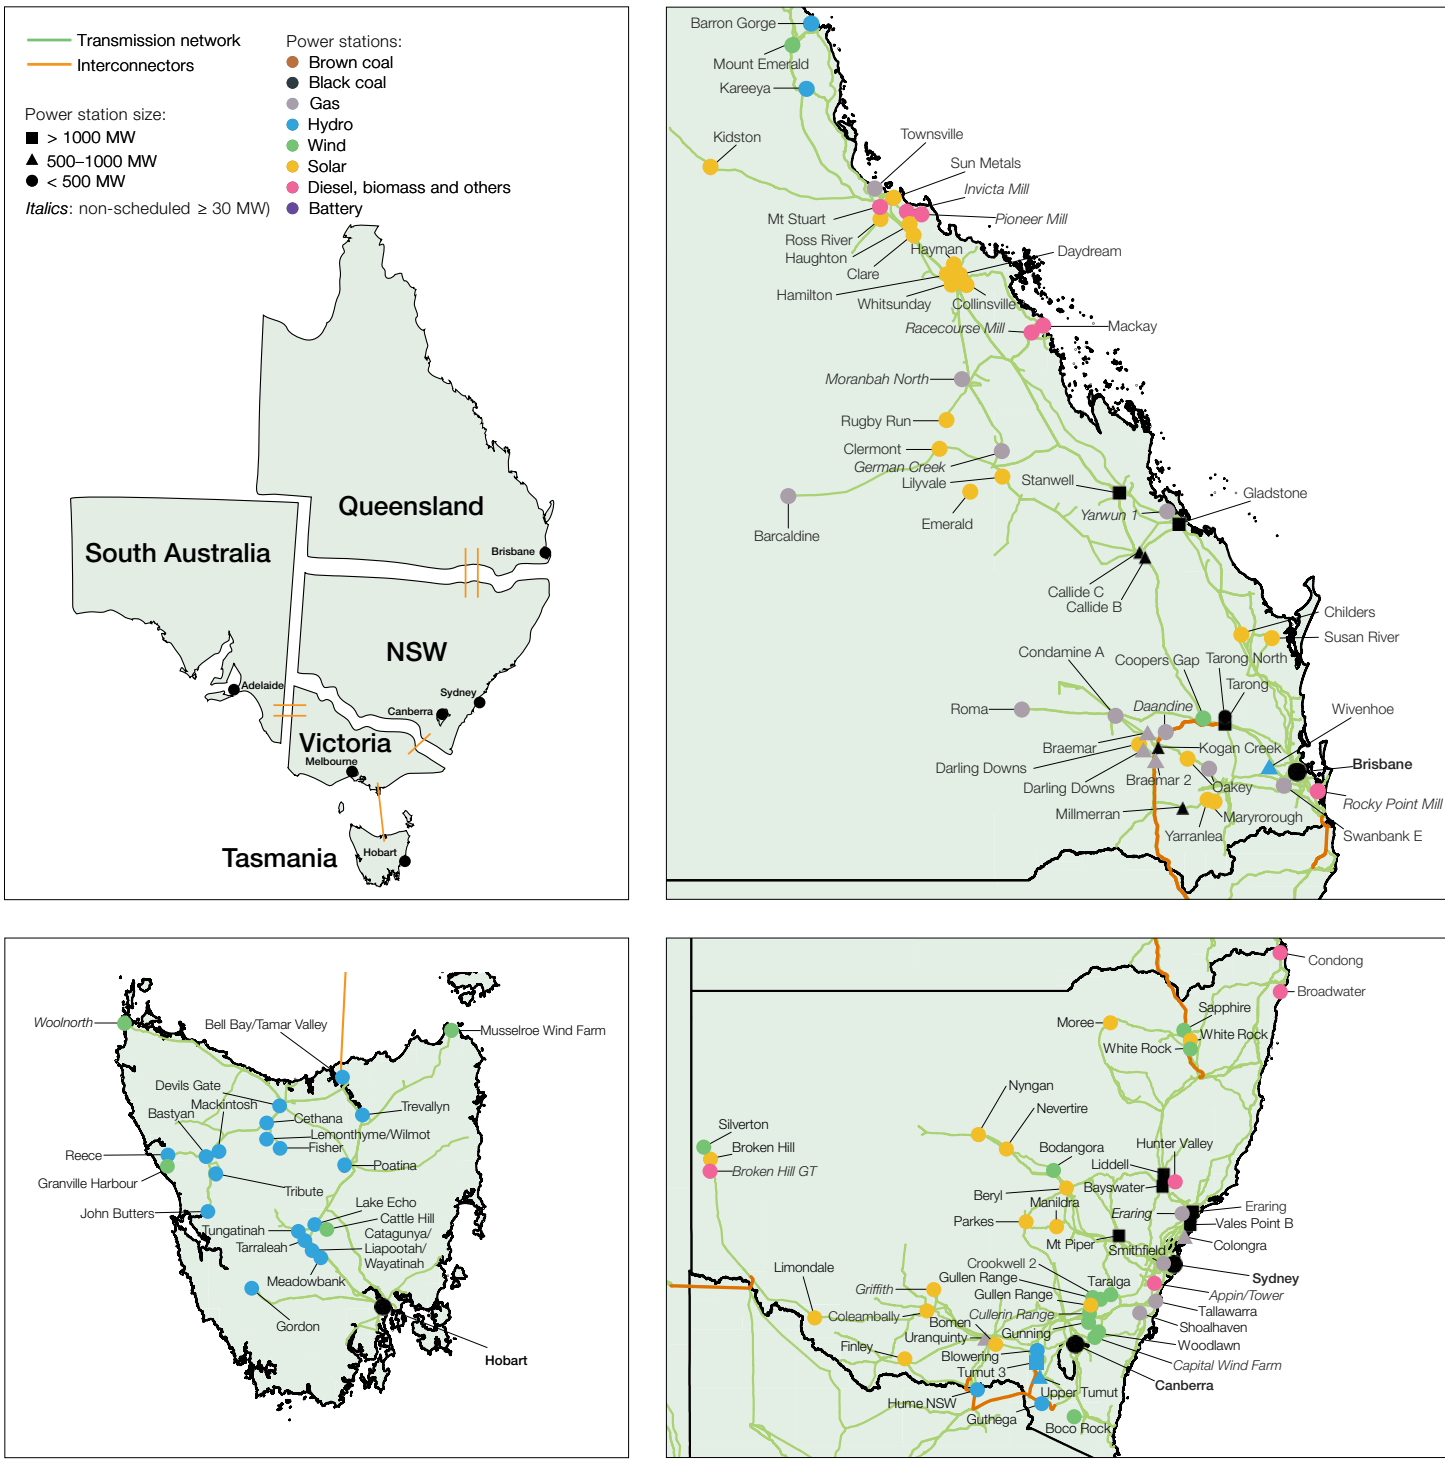 Transmission network
Interconnectors
Power station size:
> 1000 MW
500–1000 MW
< 500 MW
Italics: non-scheduled ≥ 30 MW)
Power stations:
Brown coal
Black coal
Gas
Hydro
Wind
Solar
Diesel, biomass and others
Battery
Queensland
South Australia
Brisbane
NSW
Adelaide
Sydney
Canberra
Victoria
Melbourne
Tasmania
Hobart
Barron Gorge
Mount Emerald
Kareeya
Kidston
Townsville
Sun Metals
Invicta Mill
Pioneer Mill
Mt Stuart
Ross River
Haughton
Clare
Hayman
Daydream
Hamilton
Whitsunday
Collinsville
Racecourse Mill
Mackay
Moranbah North
Rugby Run
Clermont
German Creek
Lilyvale
Emerald
Barcaldine
Stanwell
Yarwun 1
Gladstone
Callide C
Callide B
Childers
Susan River
Condamine A
Coopers Gap
Tarong North
Tarong
Roma
Daandine
Wivenhoe
Braemar
Kogan Creek
Darling Downs
Brisbane
Darling Downs
Braemar 2
Oakey
Rocky Point Mill
Millmerran
Maryrorough
Yarranlea
Swanbank E
Woolnorth
Bell Bay/Tamar Valley
Musselroe Wind Farm
Devils Gate
Mackintosh
Bastyan
Cethana
Trevallyn
Lemonthyme/Wilmot
Fisher
Reece
Poatina
Granville Harbour
Tribute
John Butters
Lake Echo
Cattle Hill
Tungatinah
Catagunya/
Liapootah/
Wayatinah
Tarraleah
Meadowbank
Gordon
Hobart
Condong
Broadwater
Sapphire
Moree
White Rock
White Rock
Nyngan
Nevertire
Silverton
Broken Hill
Broken Hill GT
Bodangora
Hunter Valley
Liddell
Bayswater
Beryl
Manildra
Eraring
Eraring
Parkes
Vales Point B
Mt Piper
Smithfield
Colongra
Limondale
Crookwell 2
Gullen Range
Taralga
Sydney
Griffith
Gullen Range
Appin/Tower
Coleambally
Cullerin Range
Tallawarra
Bomen
Shoalhaven
Uranquinty
Gunning
Woodlawn
Finley
Blowering
Capital Wind Farm
Tumut 3
Canberra
Hume NSW
Upper Tumut
Guthega
Boco Rock